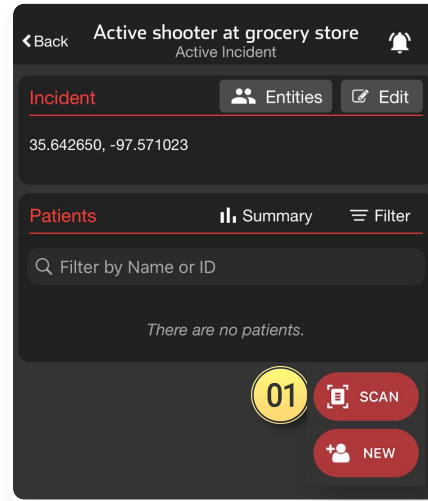 Back
Active shooter at grocery store
Active Incident
Incident
Entities
Edit
35.642650, -97.571023
Patients
Summary
Filter
Filter by Name or ID
There are no patients.
01
SCAN
NEW